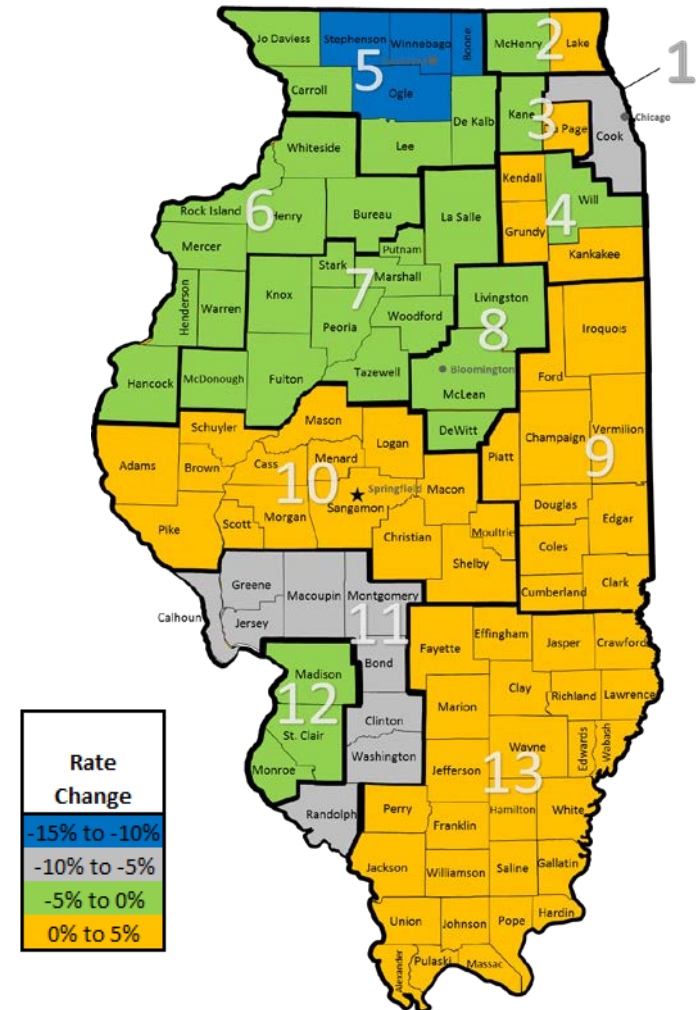 Jo Daviess
Stephenson
Winnebago
Boone
McHenry
2
Lake
1
5
Carroll
Ogle
De Kalb
Kane
3
Page
Cook
Chicago
Whiteside
Lee
Kendall
Will
4
Rock Island
6
Henry
Bureau
La Salle
Grundy
Mercer
Putnam
Kankakee
Stark
7
Marshall
Henderson
Warren
Knox
Peoria
Woodford
Livingston
8
Iroquois
Hancock
McDonough
Fulton
Tazewell
Bloomington
McLean
Ford
Mason
DeWitt
Schuyler
Logan
Piatt
Champaign
Vermilion
9
Adams
Brown
Cass
Menard
10
Springfield
Macon
Sangamon
Pike
Scott
Morgan
Christian
Moultrie
Douglas
Edgar
Coles
Shelby
Cumberland
Clark
Greene
Macoupin
Montgomery
Calhoun
Jersey
11
Fayette
Effingham
Jasper
Crawford
Bond
Madison
12
Clay
Richland
Lawrence
Marion
Clinton
St. Clair
Wayne
Edwards
Wabash
Washington
Monroe
Jefferson
13
Randolph
Perry
Hamilton
White
Franklin
Jackson
Williamson
Saline
Gallatin
Union
Johnson
Pope
Hardin
Alexander
Pulaski
Massac
Rate
Change
-15% to -10%
-10% to -5%
-5% to 0%
0% to 5%